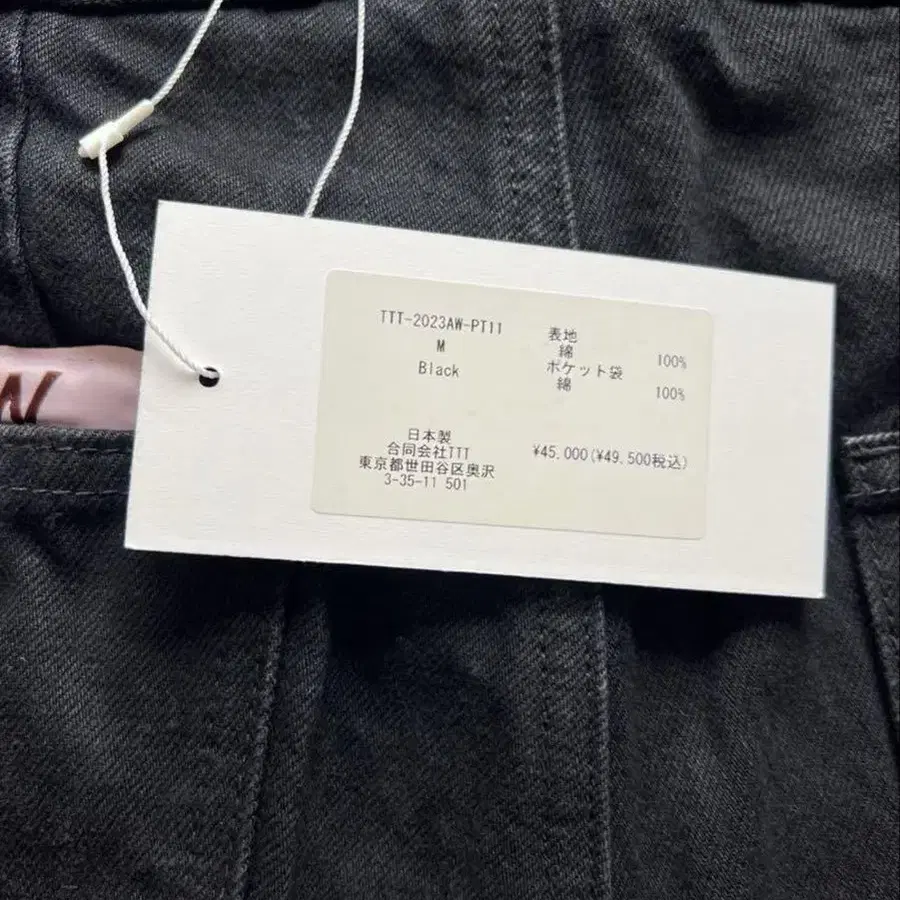 TTT-2023AW-PT11
M
Black
表地
綿 100%
ポケット袋
綿 100%
日本製
合同会社TTT
東京都世田谷区奥沢
3-35-11 501
¥45.000(¥49.500税込)